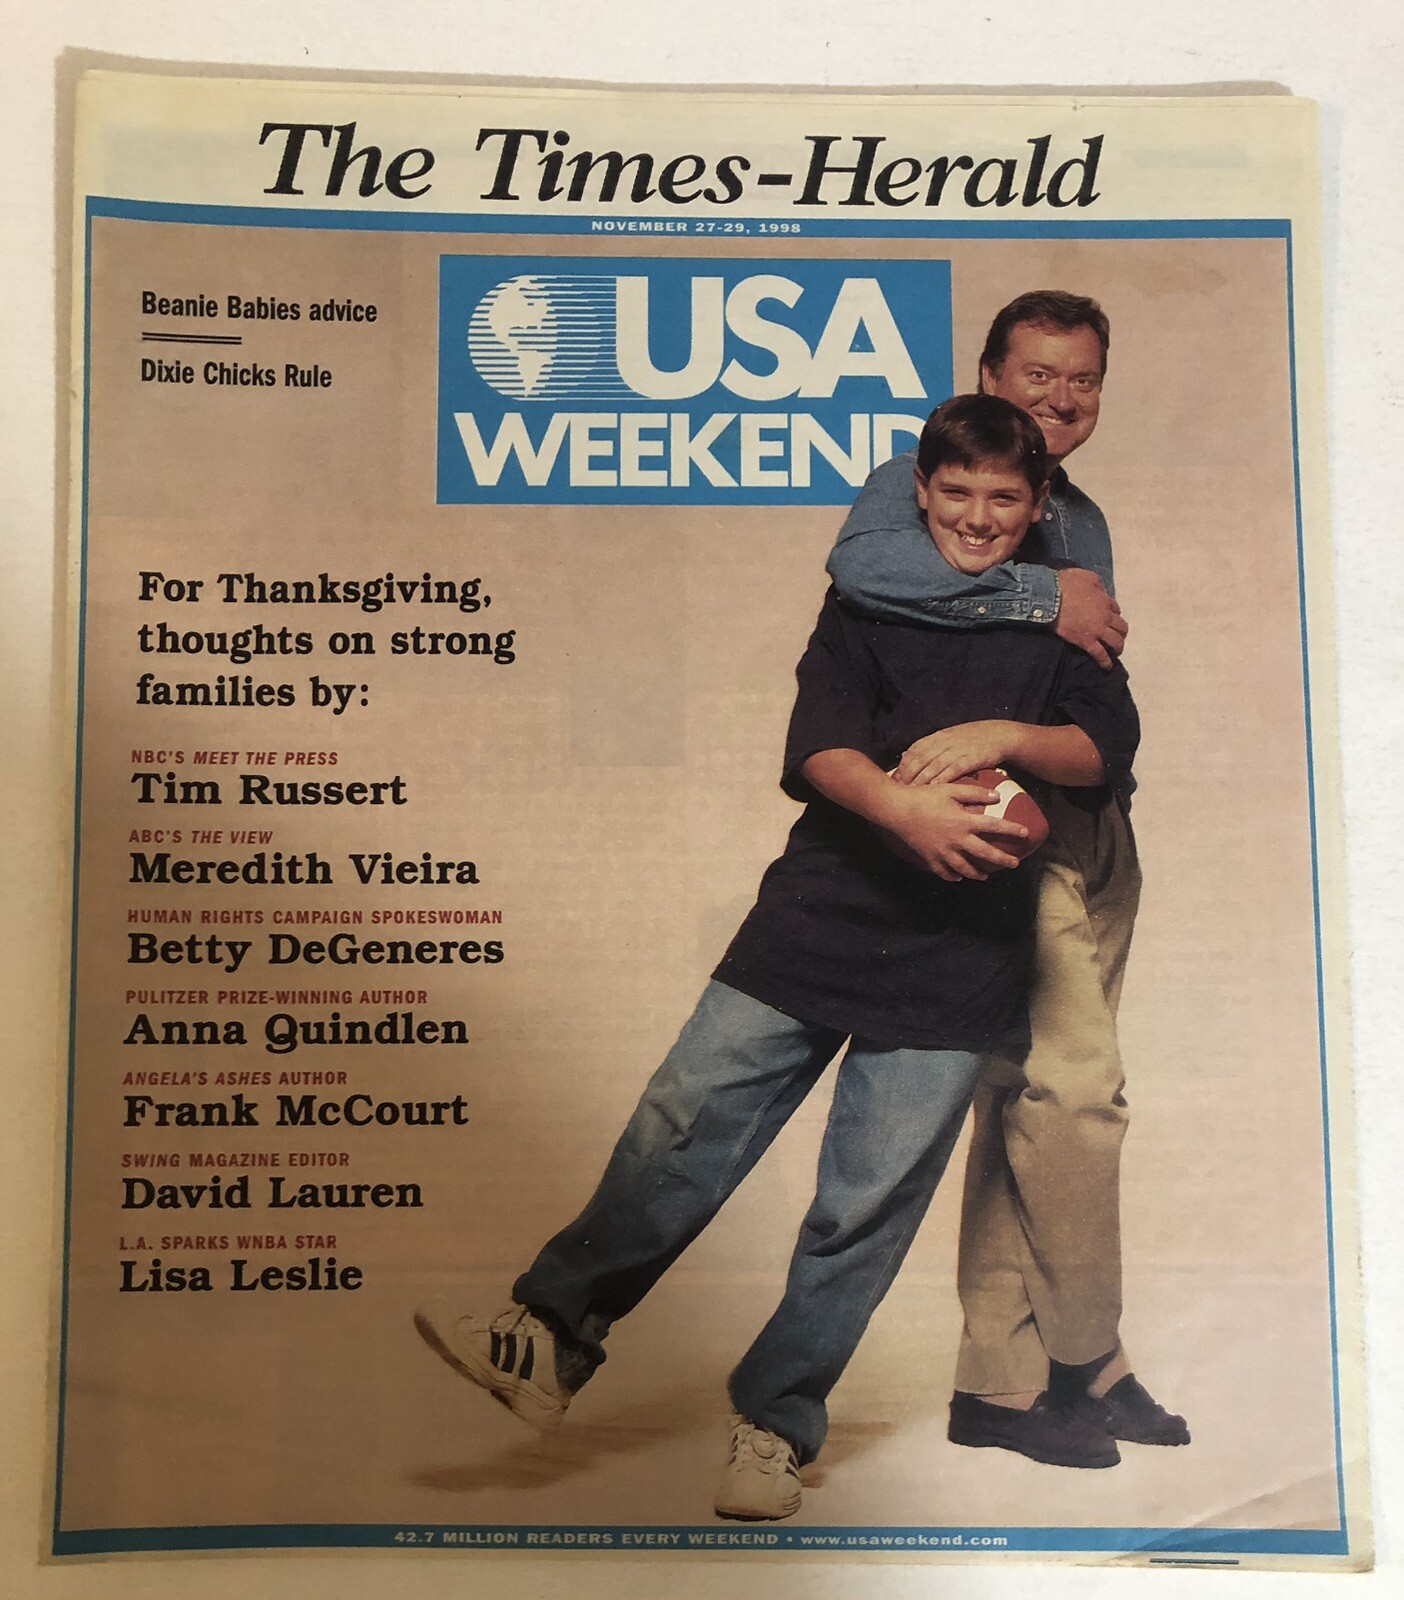 The Times-Herald
NOVEMBER 27-29, 1998
Beanie Babies advice
Dixie Chicks Rule
USA
WEEKEND
For Thanksgiving,
thoughts on strong
families by:
NBC'S MEET THE PRESS
Tim Russert
ABC'S THE VIEW
Meredith Vieira
HUMAN RIGHTS CAMPAIGN SPOKESWOMAN
Betty DeGeneres
PULITZER PRIZE-WINNING AUTHOR
Anna Quindlen
ANGELA'S ASHES AUTHOR
Frank McCourt
SWING MAGAZINE EDITOR
David Lauren
L.A. SPARKS WNBA STAR
Lisa Leslie
42.7 MILLION READERS EVERY WEEKEND • www.usaweekend.com